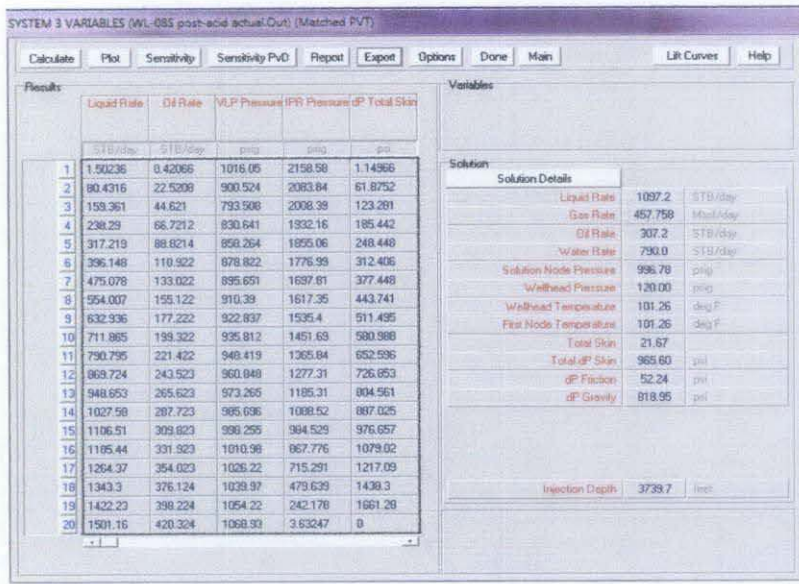 SYSTEM 3 VARIABLES (WL-08S post-acid actual.Out) (Matched PVT)
Calculate Plot Sensitivity Sensitivity PvD Report Export Options Done Main Lift Curves Help
Results
Variables
Liquid Rate Oil Rate VLP Pressure IPR Pressure dP Total Skin
STB/day STB/day psig psig psi
1 1.50236 0.42066 1016.05 2158.58 1.14966
2 80.4316 22.5208 900.524 2083.84 61.8752
3 159.361 44.621 793.508 2008.39 123.281
4 238.29 66.7212 830.641 1932.16 185.442
5 317.219 88.8214 858.264 1855.06 248.448
6 396.148 110.922 878.822 1776.99 312.406
7 475.078 133.022 895.651 1697.81 377.448
8 554.007 155.122 910.39 1617.35 443.741
9 632.936 177.222 922.837 1535.4 511.495
10 711.865 199.322 935.812 1451.69 580.988
11 790.795 221.422 948.419 1365.84 652.596
12 869.724 243.523 960.848 1277.31 726.853
13 948.653 265.623 973.265 1185.31 804.561
14 1027.58 287.723 985.696 1088.52 887.025
15 1106.51 309.823 998.255 984.529 976.657
16 1185.44 331.923 1010.98 867.776 1079.02
17 1264.37 354.023 1026.22 715.291 1217.09
18 1343.3 376.124 1039.97 479.639 1438.3
19 1422.23 398.224 1054.22 242.178 1661.28
20 1501.16 420.324 1068.93 3.63247 0
Solution
Solution Details
Liquid Rate 1097.2 STB/day
Gas Rate 457.758 Mscf/day
Oil Rate 307.2 STB/day
Water Rate 790.0 STB/day
Solution Node Pressure 996.78 psig
Wellhead Pressure 120.00 psig
Wellhead Temperature 101.26 deg F
First Node Temperature 101.26 deg F
Total Skin 21.67
Total dP Skin 965.60 psi
dP Friction 52.24 psi
dP Gravity 818.95 psi
Injection Depth 3739.7 feet